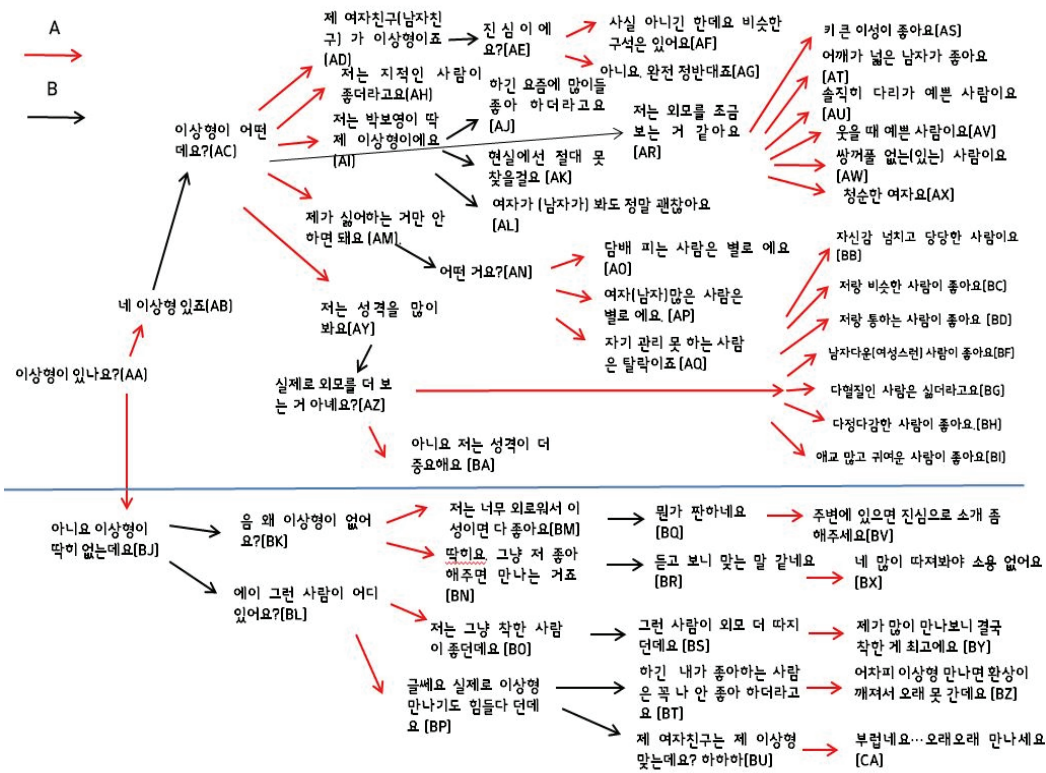 A
B
제 여자친구(남자친
구) 가 이상형이죠
(AD)
진 심 이 에
요?(AE)
사실 아니긴 한데요 비슷한
구석은 있어요(AF)
아니요. 완전 정반대죠(AG)
저는 지적인 사람이
좋더라고요(AH)
이상형이 어떤
데요?(AC)
저는 박보영이 딱
제 이상형이에요
(AI)
하긴 요즘에 많이들
좋아 하더라고요
(AJ)
현실에선 절대 못
찾을걸요 (AK)
여자가 (남자가) 봐도 정말 괜찮아요
(AL)
저는 외모를 조금
보는 거 같아요
(AR)
키 큰 이성이 좋아요(AS)
어깨가 넓은 남자가 좋아요
(AT)
솔직히 다리가 예쁜 사람이요
(AU)
웃을 때 예쁜 사람이요(AV)
쌍꺼풀 없는(있는) 사람이요
(AW)
청순한 여자요(AX)
제가 싫어하는 거만 안
하면 돼요 (AM).
어떤 거요?(AN)
담배 피는 사람은 별로 에요
(AO)
여자(남자)많은 사람은
별로 에요. (AP)
자기 관리 못 하는 사람
은 탈락이죠 (AQ)
네 이상형 있죠(AB)
저는 성격을 많이
봐요(AY)
이상형이 있나요?(AA)
실제로 외모를 더 보
는 거 아녜요?(AZ)
아니요 저는 성격이 더
중요해요 (BA)
자신감 넘치고 당당한 사람이요
(BB)
저랑 비슷한 사람이 좋아요(BC)
저랑 통하는 사람이 좋아요 (BD)
남자다운(여성스런) 사람이 좋아요(BF)
다혈질인 사람은 싫더라고요(BG)
다정다감한 사람이 좋아요.(BH)
애교 많고 귀여운 사람이 좋아요(BI)
아니요 이상형이
딱히 없는데요(BJ)
음 왜 이상형이 없어
요?(BK)
저는 너무 외로워서 이
성이면 다 좋아요(BM)
뭔가 짠하네요
(BQ)
주변에 있으면 진심으로 소개 좀
해주세요(BV)
딱히요. 그냥 저 좋아
해주면 만나는 거죠
(BN)
듣고 보니 맞는 말 같네요
(BR)
네 많이 따져봐야 소용 없어요
(BX)
에이 그런 사람이 어디
있어요?(BL)
저는 그냥 착한 사람
이 좋던데요 (BO)
그런 사람이 외모 더 따지
던데요 (BS)
제가 많이 만나보니 결국
착한 게 최고에요 (BY)
글쎄요 실제로 이상형
만나기도 힘들다 던데
요 (BP)
하긴 내가 좋아하는 사람
은 꼭 나 안 좋아 하더라고
요 (BT)
어차피 이상형 만나면 환상이
깨져서 오래 못 간데요 (BZ)
제 여자친구는 제 이상형
맞는데요? 하하하(BU)
부럽네요…오래오래 만나세요
(CA)